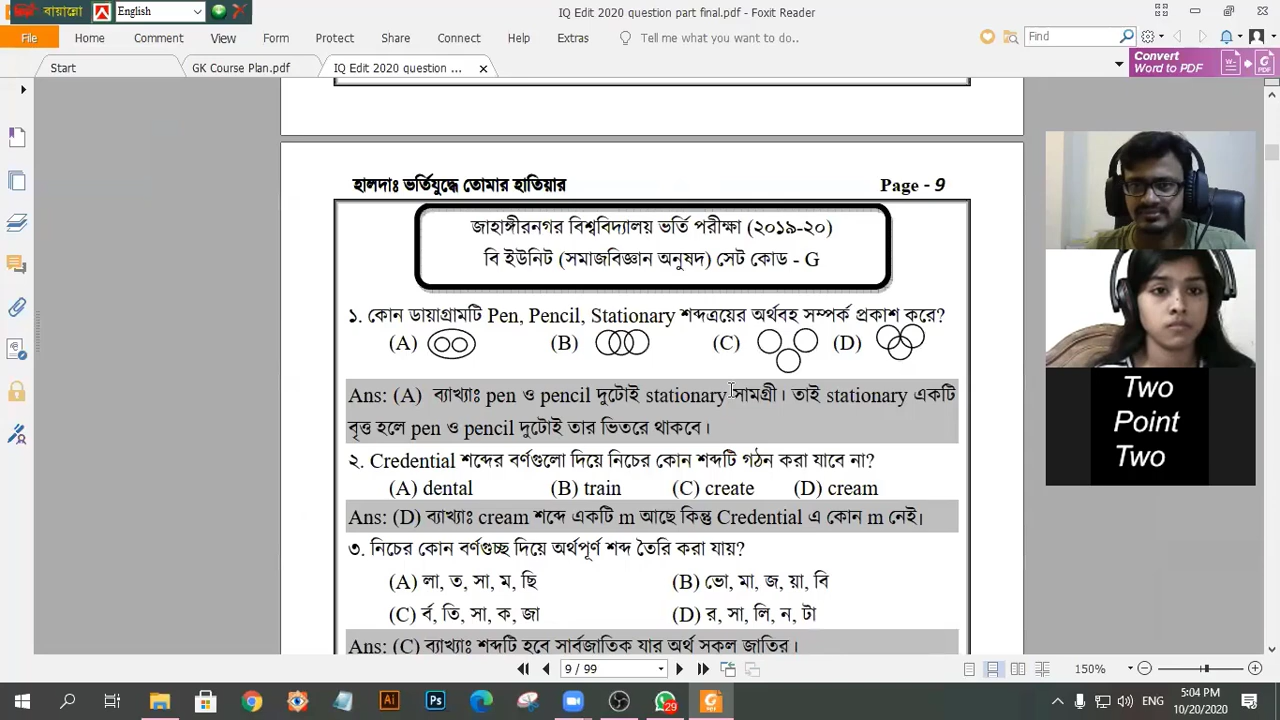 বায়ান্নো English
IQ Edit 2020 question part final.pdf - Foxit Reader
File Home Comment View Form Protect Share Connect Help Extras Tell me what you want to do.. Find
Start GK Course Plan.pdf IQ Edit 2020 question ... Convert
Word to PDF
হালদাঃ ভর্তিযুদ্ধে তোমার হাতিয়ার Page - 9
জাহাঙ্গীরনগর বিশ্ববিদ্যালয় ভর্তি পরীক্ষা (২০১৯-২০)
বি ইউনিট (সমাজবিজ্ঞান অনুষদ) সেট কোড - G
১. কোন ডায়াগ্রামটি Pen, Pencil, Stationary শব্দত্রয়ের অর্থবহ সম্পর্ক প্রকাশ করে?
(A) (B) (C) (D)
Ans: (A) ব্যাখ্যাঃ pen ও pencil দুটোই stationary সামগ্রী। তাই stationary একটি
বৃত্ত হলে pen ও pencil দুটোই তার ভিতরে থাকবে।
২. Credential শব্দের বর্ণগুলো দিয়ে নিচের কোন শব্দটি গঠন করা যাবে না?
(A) dental (B) train (C) create (D) cream
Ans: (D) ব্যাখ্যাঃ cream শব্দে একটি m আছে কিন্তু Credential এ কোন m নেই।
৩. নিচের কোন বর্ণগুচ্ছ দিয়ে অর্থপূর্ণ শব্দ তৈরি করা যায়?
(A) লা, ত, সা, ম, ছি (B) ভো, মা, জ, য়া, বি
(C) র্ব, তি, সা, ক, জা (D) র, সা, লি, ন, টা
Ans: (C) ব্যাখ্যাঃ শব্দটি হবে সার্বজাতিক যার অর্থ সকল জাতির।
Two
Point
Two
9 / 99 150%
29 ENG 5:04 PM
10/20/2020